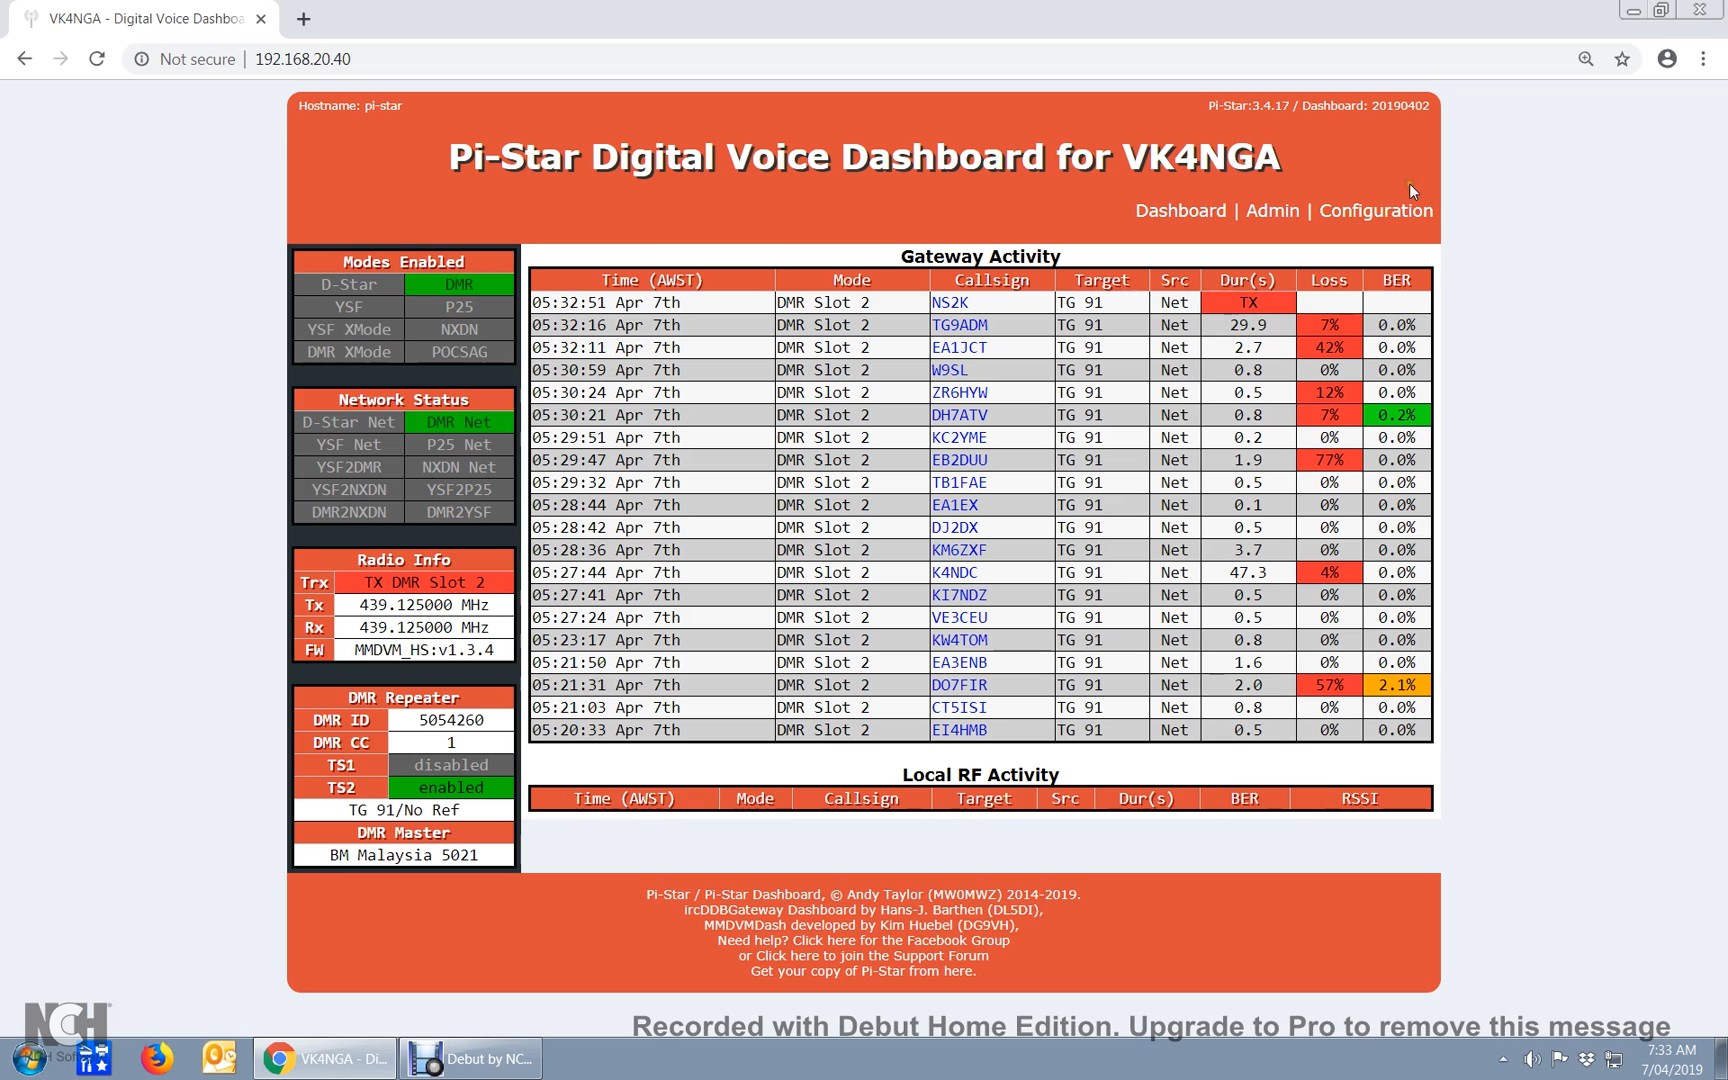 VK4NGA - Digital Voice Dashboa
Not secure | 192.168.20.40
Hostname: pi-star
Pi-Star:3.4.17 / Dashboard: 20190402
Pi-Star Digital Voice Dashboard for VK4NGA
Dashboard | Admin | Configuration
Modes Enabled
D-Star DMR
YSF P25
YSF XMode NXDN
DMR XMode POCSAG
Network Status
D-Star Net DMR Net
YSF Net P25 Net
YSF2DMR NXDN Net
YSF2NXDN YSF2P25
DMR2NXDN DMR2YSF
Radio Info
Trx TX DMR Slot 2
Tx 439.125000 MHz
Rx 439.125000 MHz
FW MMDVM_HS:v1.3.4
DMR Repeater
DMR ID 5054260
DMR CC 1
TS1 disabled
TS2 enabled
TG 91/No Ref
DMR Master
BM Malaysia 5021
Gateway Activity
Time (AWST) Mode Callsign Target Src Dur(s) Loss BER
05:32:51 Apr 7th DMR Slot 2 NS2K TG 91 Net TX
05:32:16 Apr 7th DMR Slot 2 TG9ADM TG 91 Net 29.9 7% 0.0%
05:32:11 Apr 7th DMR Slot 2 EA1JCT TG 91 Net 2.7 42% 0.0%
05:30:59 Apr 7th DMR Slot 2 W9SL TG 91 Net 0.8 0% 0.0%
05:30:24 Apr 7th DMR Slot 2 ZR6HYW TG 91 Net 0.5 12% 0.0%
05:30:21 Apr 7th DMR Slot 2 DH7ATV TG 91 Net 0.8 7% 0.2%
05:29:51 Apr 7th DMR Slot 2 KC2YME TG 91 Net 0.2 0% 0.0%
05:29:47 Apr 7th DMR Slot 2 EB2DUU TG 91 Net 1.9 77% 0.0%
05:29:32 Apr 7th DMR Slot 2 TB1FAE TG 91 Net 0.5 0% 0.0%
05:28:44 Apr 7th DMR Slot 2 EA1EX TG 91 Net 0.1 0% 0.0%
05:28:42 Apr 7th DMR Slot 2 DJ2DX TG 91 Net 0.5 0% 0.0%
05:28:36 Apr 7th DMR Slot 2 KM6ZXF TG 91 Net 3.7 0% 0.0%
05:27:44 Apr 7th DMR Slot 2 K4NDC TG 91 Net 47.3 4% 0.0%
05:27:41 Apr 7th DMR Slot 2 KI7NDZ TG 91 Net 0.5 0% 0.0%
05:27:24 Apr 7th DMR Slot 2 VE3CEU TG 91 Net 0.5 0% 0.0%
05:23:17 Apr 7th DMR Slot 2 KW4TOM TG 91 Net 0.8 0% 0.0%
05:21:50 Apr 7th DMR Slot 2 EA3ENB TG 91 Net 1.6 0% 0.0%
05:21:31 Apr 7th DMR Slot 2 DO7FIR TG 91 Net 2.0 57% 2.1%
05:21:03 Apr 7th DMR Slot 2 CT5ISI TG 91 Net 0.8 0% 0.0%
05:20:33 Apr 7th DMR Slot 2 EI4HMB TG 91 Net 0.5 0% 0.0%
Local RF Activity
Time (AWST) Mode Callsign Target Src Dur(s) BER RSSI
Pi-Star / Pi-Star Dashboard, © Andy Taylor (MW0MWZ) 2014-2019.
ircDDBGateway Dashboard by Hans-J. Barthen (DL5DI),
MMDVMDash developed by Kim Huebel (DG9VH),
Need help? Click here for the Facebook Group
or Click here to join the Support Forum
Get your copy of Pi-Star from here.
NCH
Recorded with Debut Home Edition. Upgrade to Pro to remove this message
VK4NGA - Di...
Debut by NC...
7:33 AM
7/04/2019